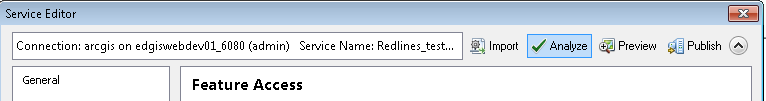 Service Editor
Connection: arcgis on edgiswebdev01_6080 (admin) Service Name: Redlines_test... Import Analyze Preview Publish
General
Feature Access